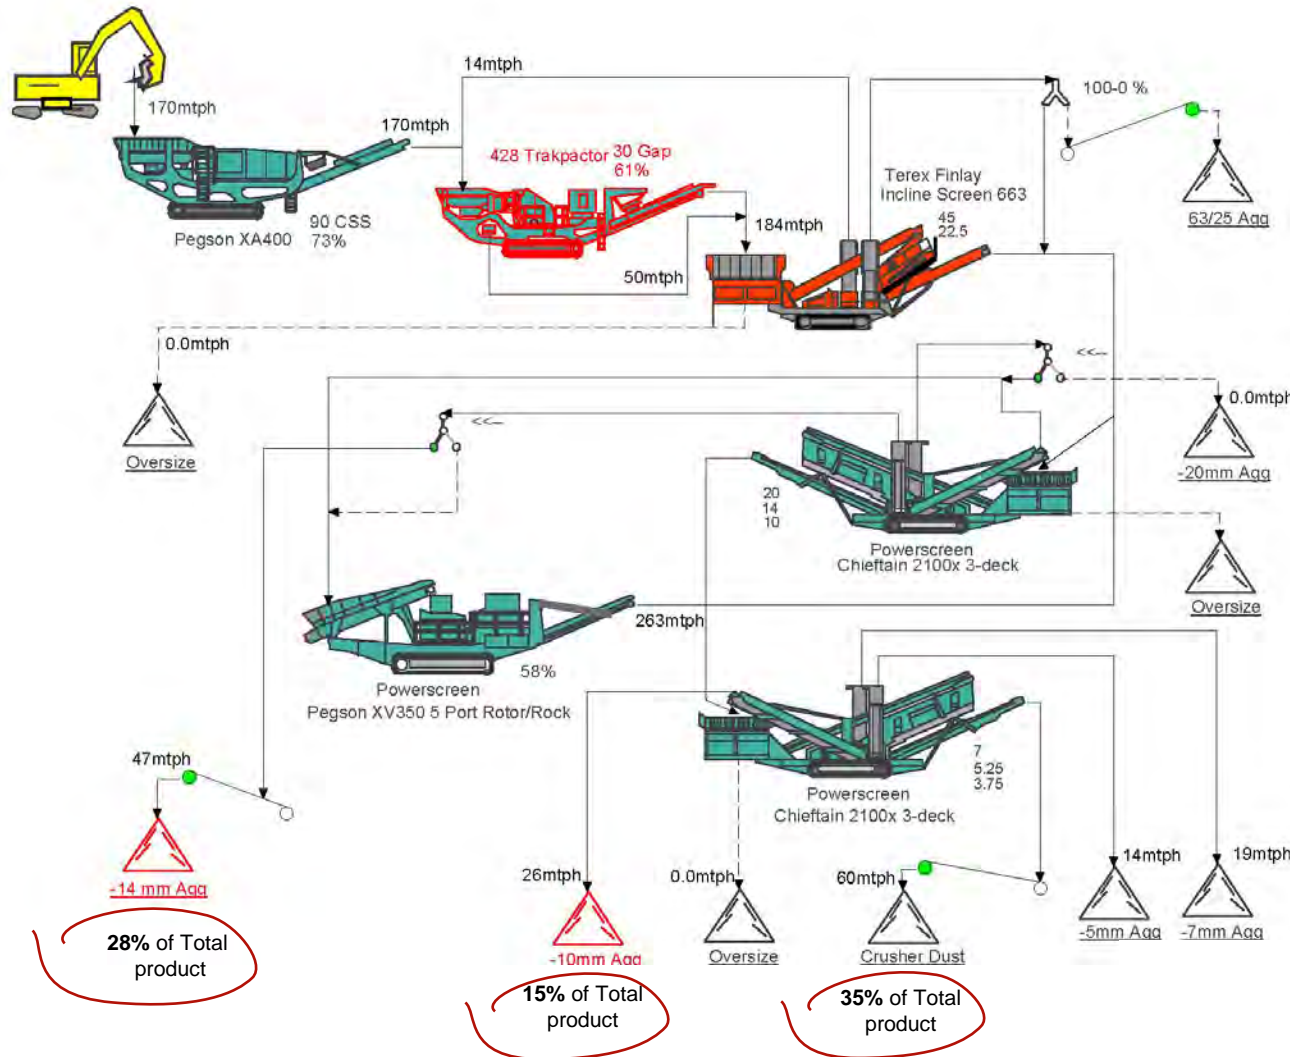 14mtph
100-0 %
170mtph
170mtph
428 Trakpactor
30 Gap
61%
Terex Finlay
Incline Screen 663
45
22.5
63/25 Agg
90 CSS
73%
Pegson XA400
184mtph
50mtph
0.0mtph
<<--
0.0mtph
<<--
Oversize
-20mm Agg
20
14
10
Powerscreen
Chieftain 2100x 3-deck
Oversize
263mtph
58%
Powerscreen
Pegson XV350 5 Port Rotor/Rock
47mtph
7
5.25
3.75
Powerscreen
Chieftain 2100x 3-deck
-14 mm Agg
26mtph
0.0mtph
60mtph
14mtph
19mtph
-10mm Agg
Oversize
Crusher Dust
-5mm Agg
-7mm Agg
28% of Total
product
15% of Total
product
35% of Total
product